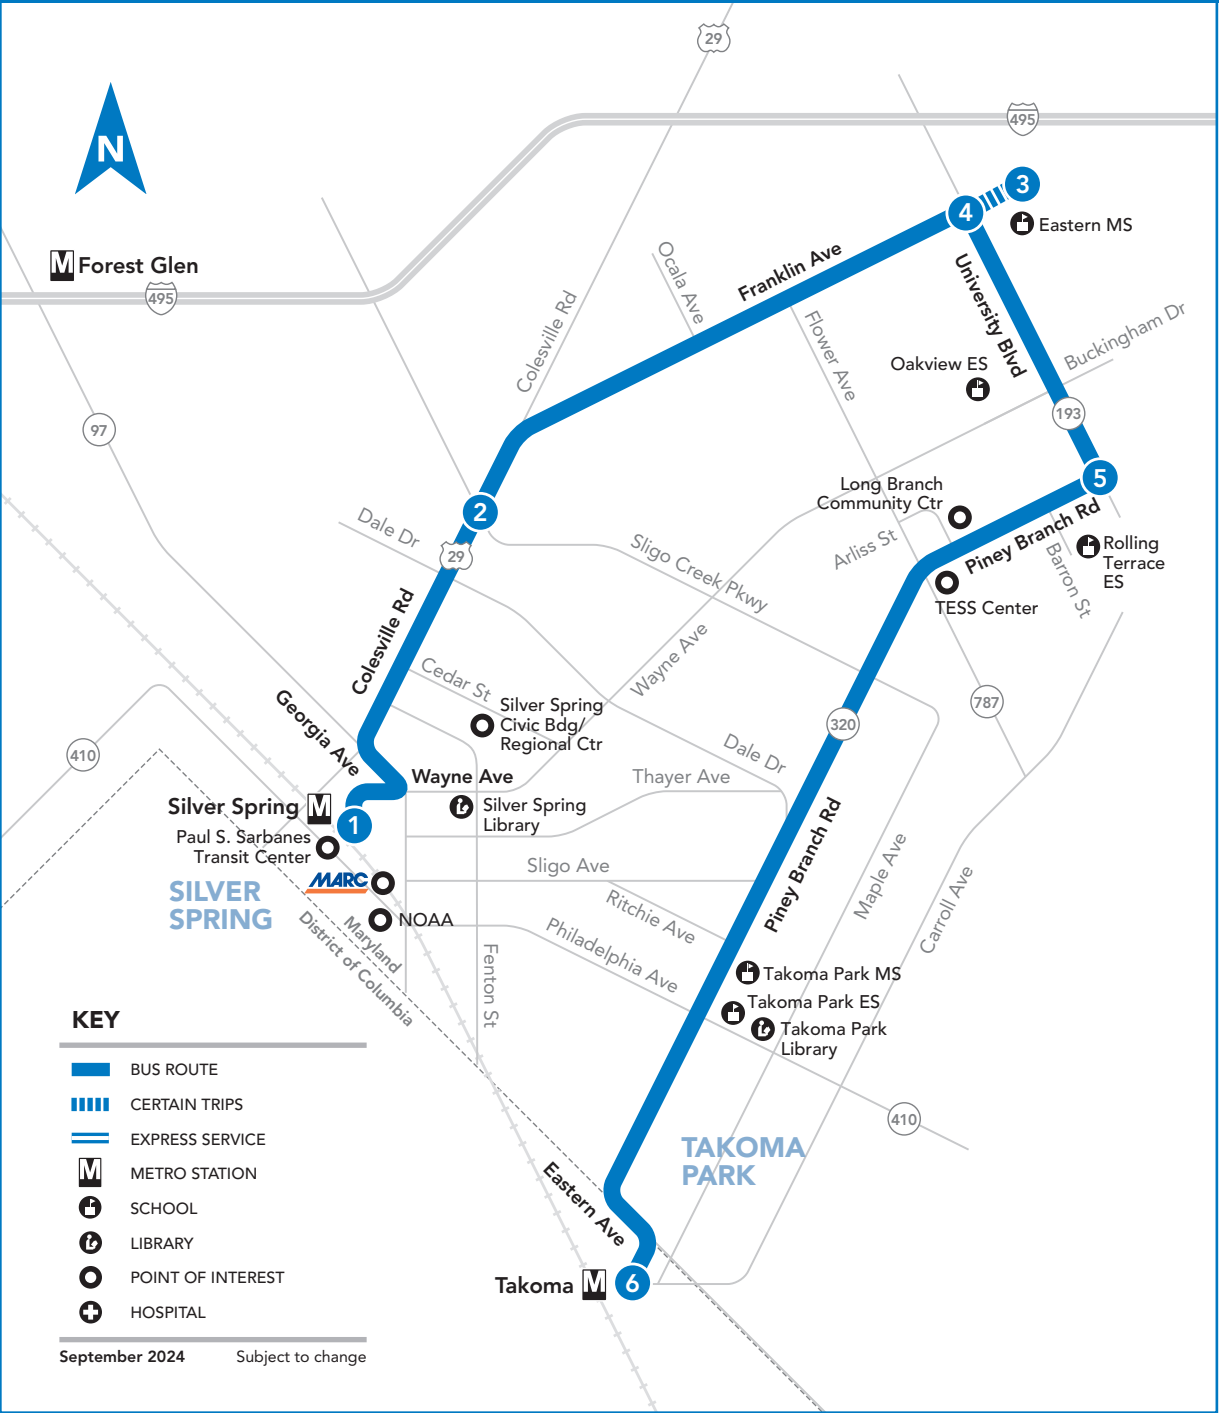 29
495
N
3
4
Eastern MS
Forest Glen
495
Ocala Ave
Franklin Ave
University Blvd
Colesville Rd
Flower Ave
Buckingham Dr
Oakview ES
193
97
5
Long Branch
Community Ctr
2
Dale Dr
29
Sligo Creek Pkwy
Arliss St
Piney Branch Rd
Barron St
Rolling
Terrace
ES
TESS Center
Colesville Rd
Wayne Ave
Cedar St
787
Silver Spring
Civic Bdg/
Regional Ctr
320
Georgia Ave
410
Dale Dr
Wayne Ave
Thayer Ave
Silver Spring
1
Silver Spring
Library
Paul S. Sarbanes
Transit Center
Piney Branch Rd
Maple Ave
Carroll Ave
Sligo Ave
MARC
SILVER
SPRING
Ritchie Ave
NOAA
Maryland
District of Columbia
Philadelphia Ave
Fenton St
Takoma Park MS
Takoma Park ES
Takoma Park
Library
410
TAKOMA
PARK
Eastern Ave
Takoma
6
KEY
BUS ROUTE
CERTAIN TRIPS
EXPRESS SERVICE
M METRO STATION
SCHOOL
LIBRARY
POINT OF INTEREST
HOSPITAL
September 2024 Subject to change